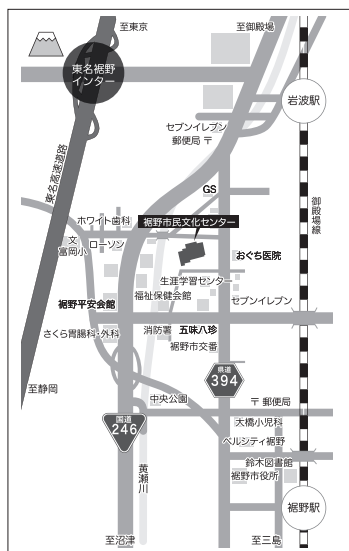 至東京
至御殿場
東名裾野
インター
岩波駅
セブンイレブン
郵便局〒
東名高速道路
GS
御殿場線
ホワイト歯科
裾野市民文化センター
文
富岡小
ローソン
おぐち医院
生涯学習センター
福祉保健会館
セブンイレブン
裾野平安会館
消防署
五味八珍
さくら胃腸科・外科
裾野市交番
県道
394
至静岡
中央公園
〒郵便局
国道
246
大橋小児科
ベルシティ裾野
黄瀬川
鈴木図書館
裾野市役所
裾野駅
至沼津
至三島